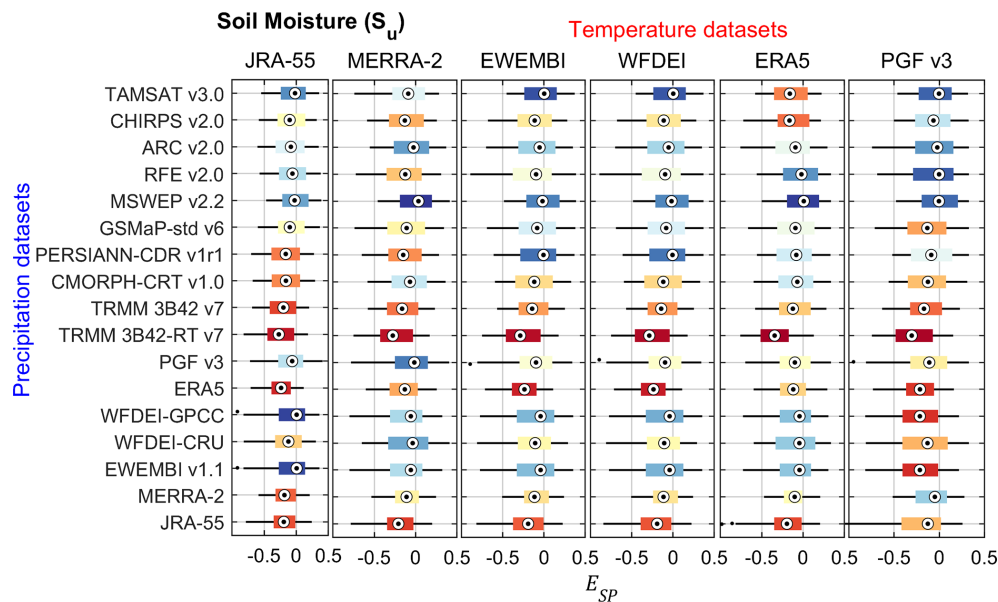 Soil Moisture (Su)
Temperature datasets
JRA-55 MERRA-2 EWEMBI WFDEI ERA5 PGF v3
Precipitation datasets
TAMSAT v3.0
CHIRPS v2.0
ARC v2.0
RFE v2.0
MSWEP v2.2
GSMaP-std v6
PERSIANN-CDR v1r1
CMORPH-CRT v1.0
TRMM 3B42 v7
TRMM 3B42-RT v7
PGF v3
ERA5
WFDEI-GPCC
WFDEI-CRU
EWEMBI v1.1
MERRA-2
JRA-55
-0.5 0 0.5 -0.5 0 0.5 -0.5 0 0.5 -0.5 0 0.5 -0.5 0 0.5 -0.5 0 0.5
ESP